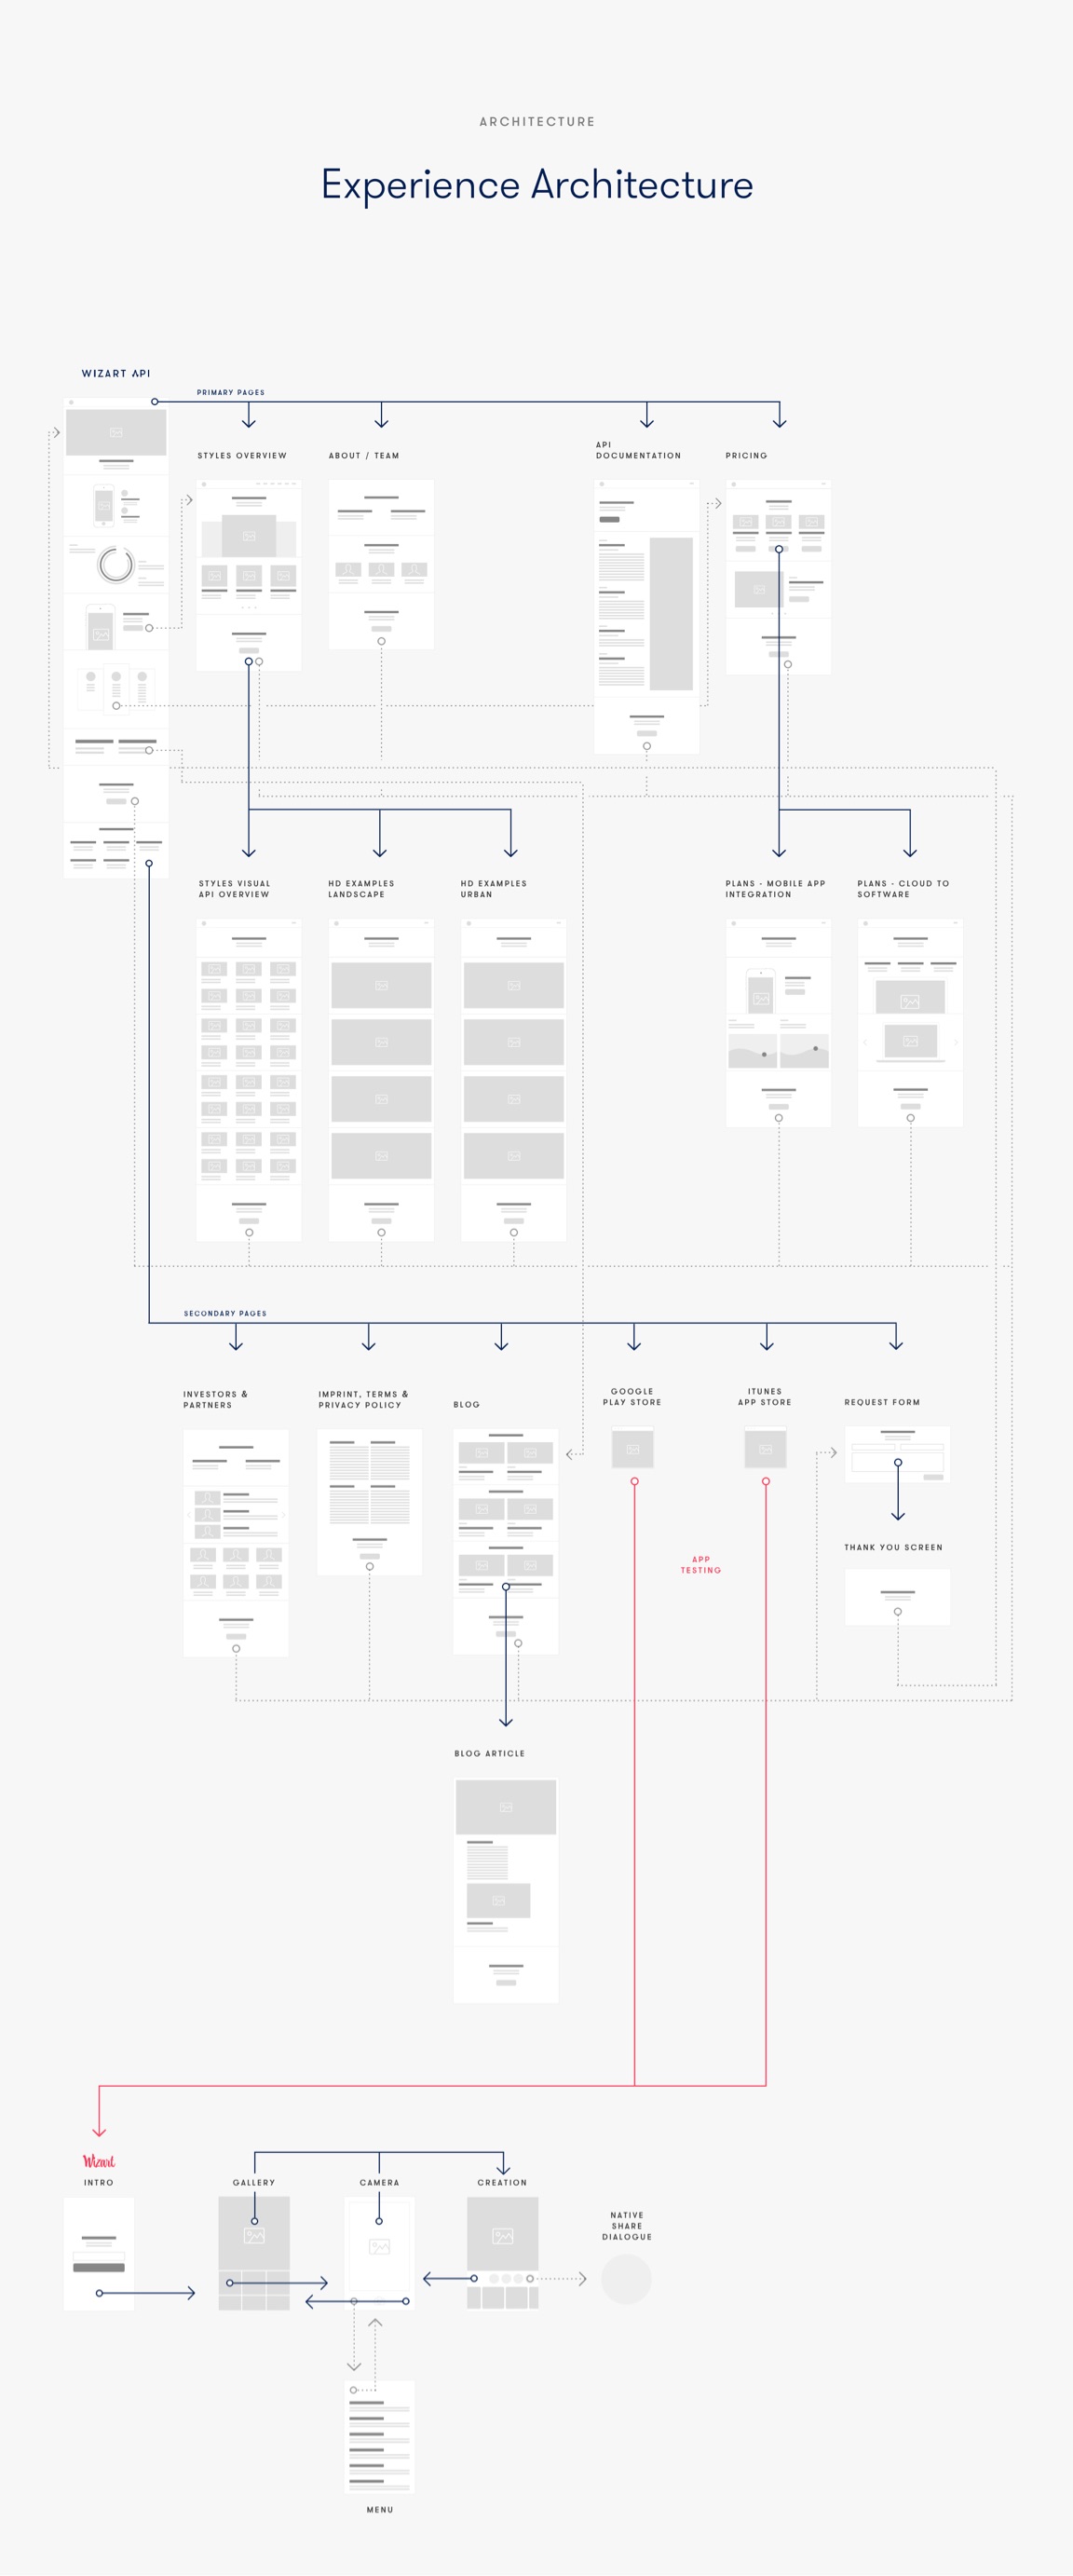 ARCHITECTURE
Experience Architecture
WIZART API
PRIMARY PAGES
STYLES OVERVIEW
ABOUT / TEAM
API
DOCUMENTATION
PRICING
STYLES VISUAL
API OVERVIEW
HD EXAMPLES
LANDSCAPE
HD EXAMPLES
URBAN
PLANS - MOBILE APP
INTEGRATION
PLANS - CLOUD TO
SOFTWARE
SECONDARY PAGES
INVESTORS &
PARTNERS
IMPRINT, TERMS &
PRIVACY POLICY
BLOG
GOOGLE
PLAY STORE
ITUNES
APP STORE
REQUEST FORM
APP
TESTING
THANK YOU SCREEN
BLOG ARTICLE
Wizart
INTRO
GALLERY
CAMERA
CREATION
NATIVE
SHARE
DIALOGUE
MENU